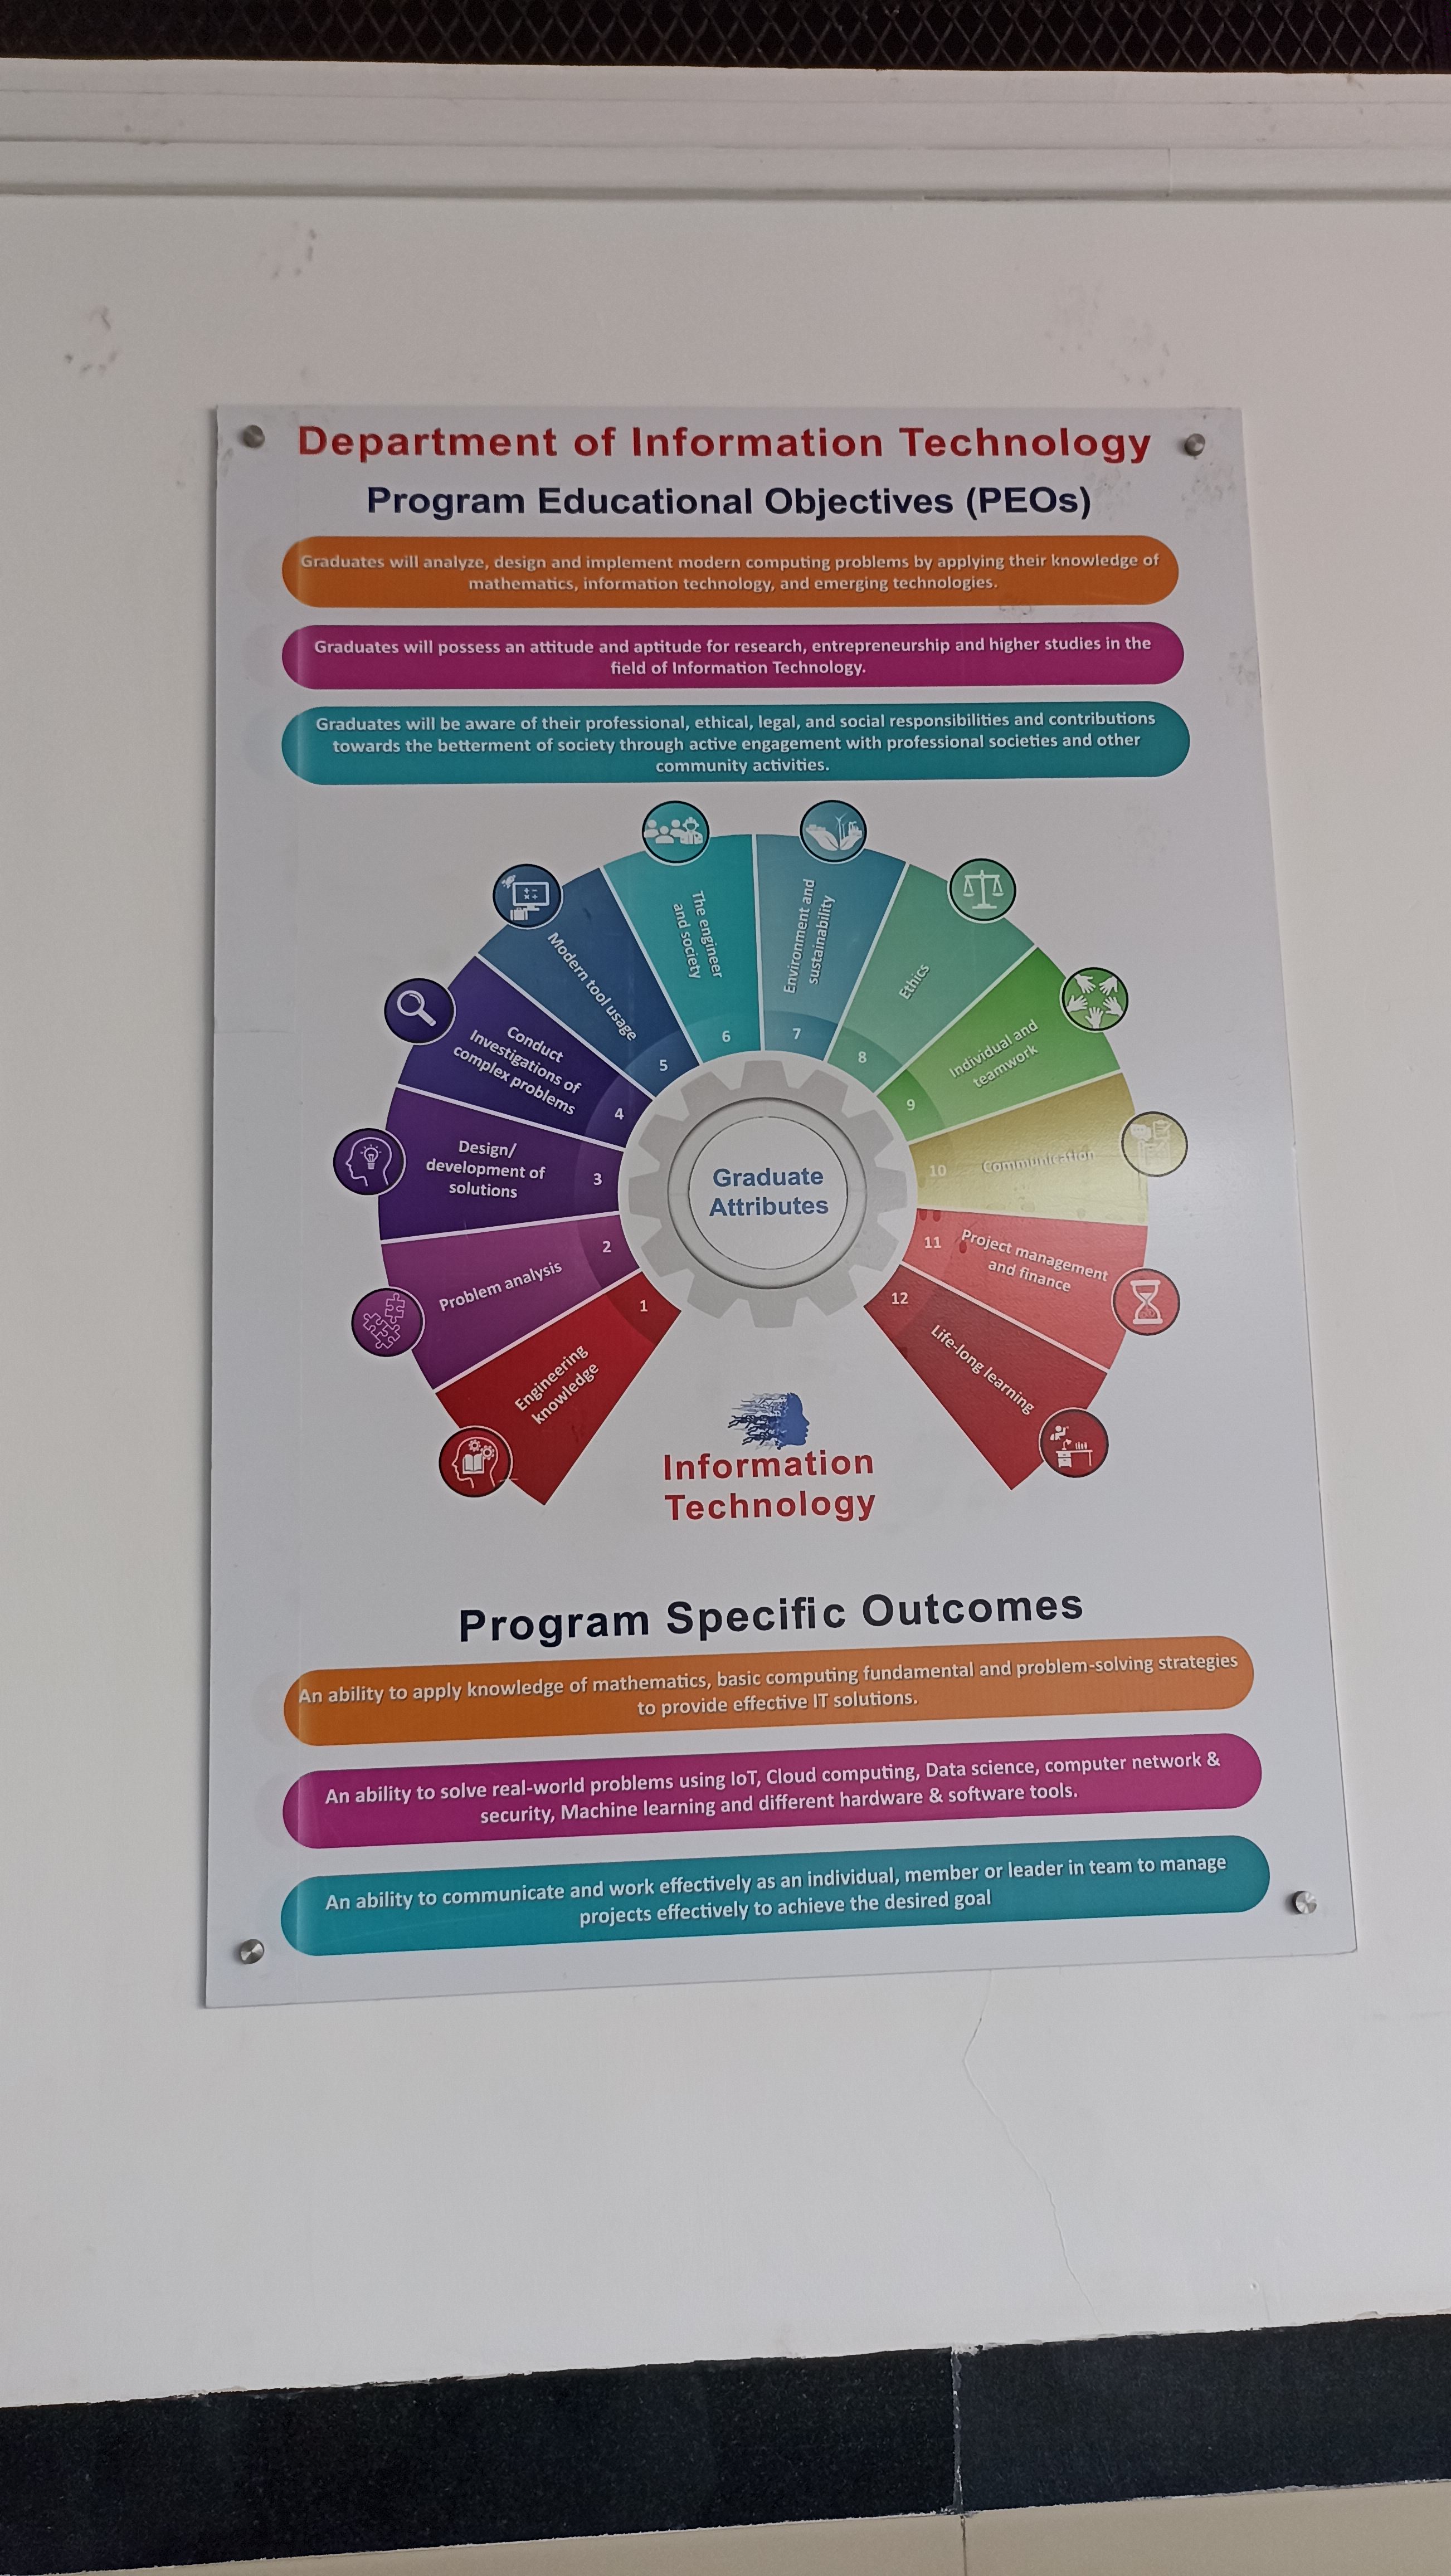 Department of Information Technology
Program Educational Objectives (PEOs)
Graduates will analyze, design and implement modern computing problems by applying their knowledge of
mathematics, information technology, and emerging technologies.
Graduates will possess an attitude and aptitude for research, entrepreneurship and higher studies in the
field of Information Technology.
Graduates will be aware of their professional, ethical, legal, and social responsibilities and contributions
towards the betterment of society through active engagement with professional societies and other
community activities.
Graduate
Attributes
1
Engineering
knowledge
2
Problem analysis
3
Design/
development of
solutions
4
Conduct
Investigations of
complex problems
5
Modern tool usage
6
The engineer
and society
7
Environment and
sustainability
8
Ethics
9
Individual and
teamwork
10
Communication
11
Project management
and finance
12
Life-long learning
Information
Technology
Program Specific Outcomes
An ability to apply knowledge of mathematics, basic computing fundamental and problem-solving strategies
to provide effective IT solutions.
An ability to solve real-world problems using IoT, Cloud computing, Data science, computer network &
security, Machine learning and different hardware & software tools.
An ability to communicate and work effectively as an individual, member or leader in team to manage
projects effectively to achieve the desired goal